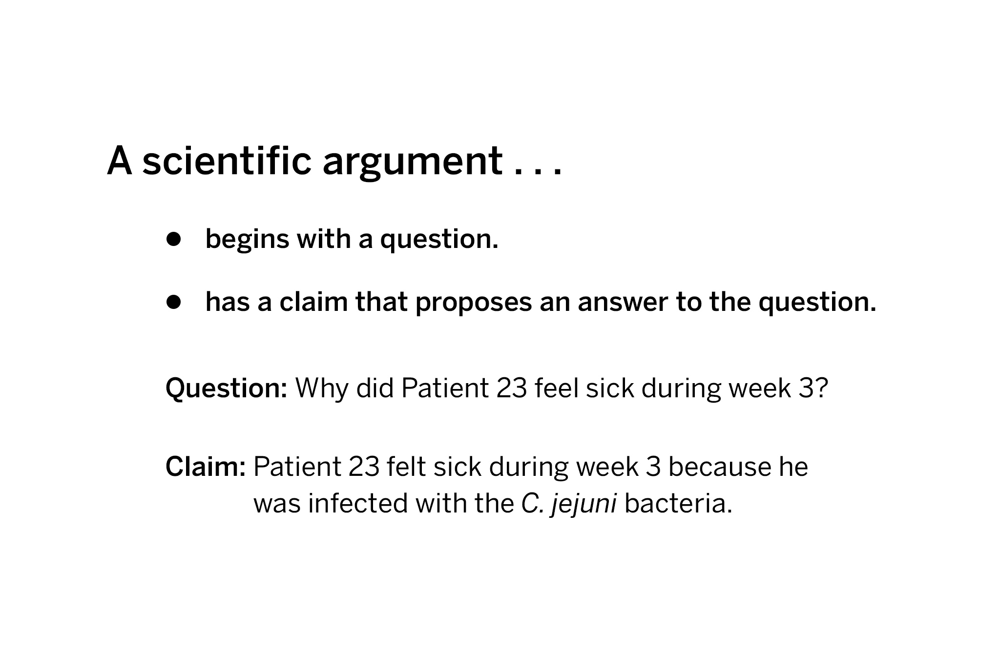 A scientific argument . . .
● begins with a question.
● has a claim that proposes an answer to the question.
Question: Why did Patient 23 feel sick during week 3?
Claim: Patient 23 felt sick during week 3 because he
was infected with the C. jejuni bacteria.